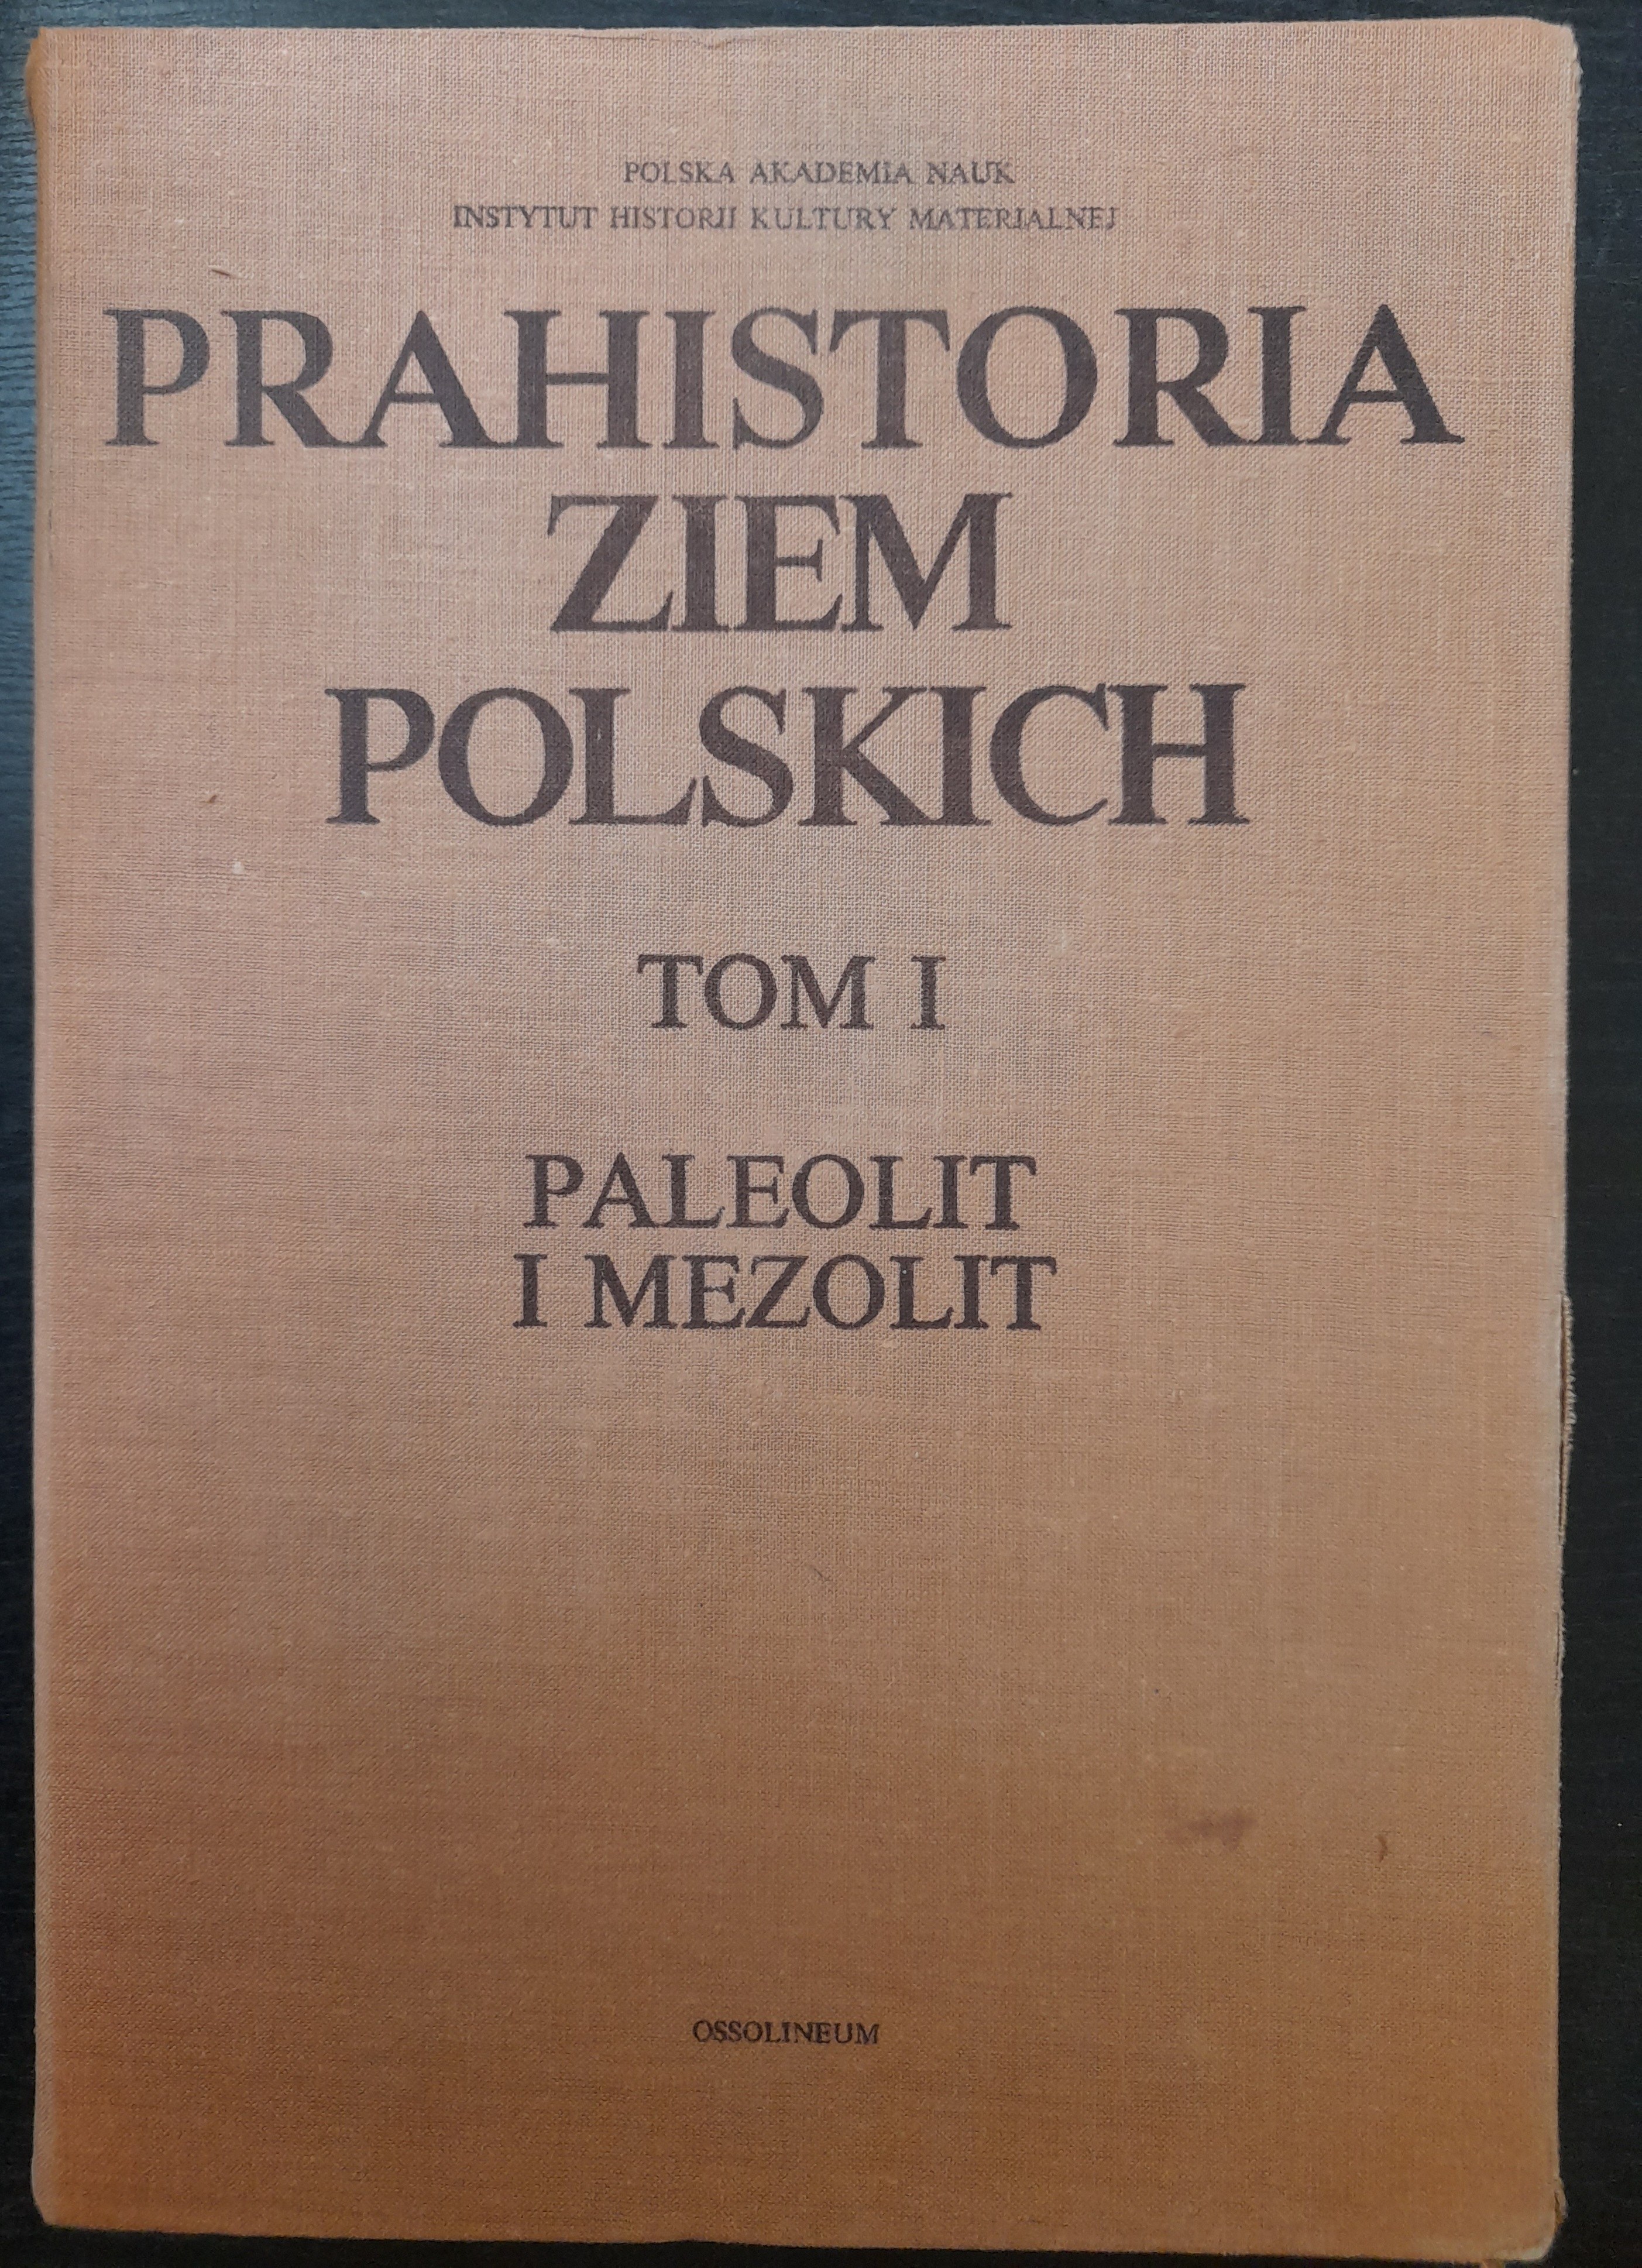 POLSKA AKADEMIA NAUK
INSTYTUT HISTORII KULTURY MATERIALNEJ
PRAHISTORIA
ZIEM
POLSKICH
TOM I
PALEOLIT
I MEZOLIT
OSSOLINEUM